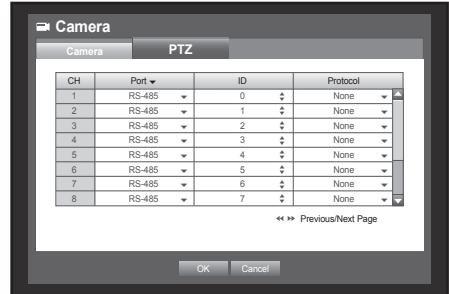 Camera
Camera PTZ
CH Port ID Protocol
1 RS-485 0 None
2 RS-485 1 None
3 RS-485 2 None
4 RS-485 3 None
5 RS-485 4 None
6 RS-485 5 None
7 RS-485 6 None
8 RS-485 7 None
Previous/Next Page
OK Cancel